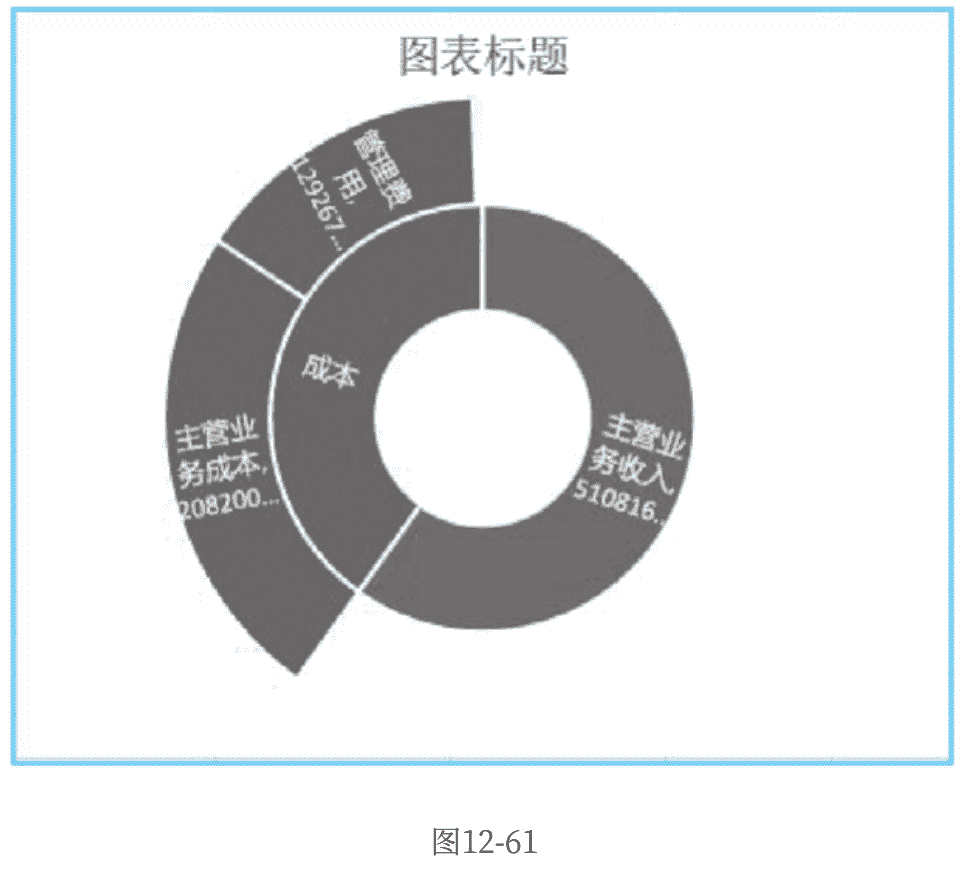 图表标题
管理费
用,
129267...
成本
主营业
务成本,
208200...
主营业
务收入,
510816...
图12-61